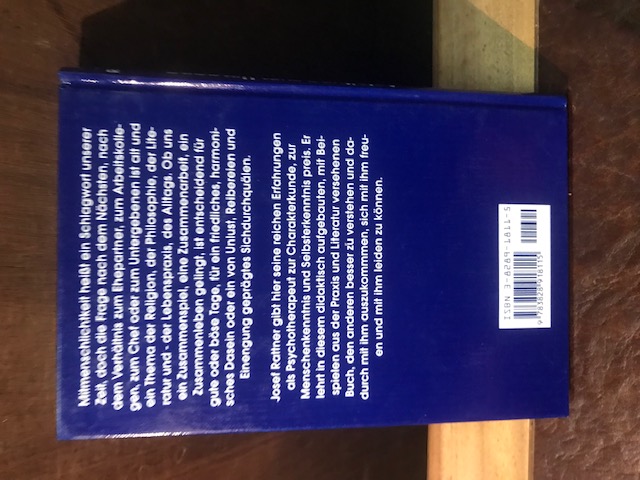 Mitmenschlichkeit heißt ein Schlagwort unserer
Zeit, doch die Frage nach dem Nächsten, nach
dem Verhältnis zum Ehepartner, zum Arbeitskolle-
gen, zum Chef oder zum Untergebenen ist alt und
ein Thema der Religion, der Philosophie, der Lite-
ratur und - der Lebenspraxis, des Alltags. Ob uns
ein Zusammenspiel, eine Zusammenarbeit, ein
Zusammenleben gelingt, ist entscheidend für
gute oder böse Tage, für ein friedliches, harmoni-
sches Dasein oder ein von Unlust, Reibereien und
Einengung geprägtes Sichdurchquälen.
Josef Rattner gibt hier seine reichen Erfahrungen
als Psychotherapeut zur Charakterkunde, zur
Menschenkenntnis und Selbsterkenntnis preis. Er
lehrt in diesem didaktisch aufgebauten, mit Bei-
spielen aus der Praxis und Literatur versehenen
Buch, den anderen besser zu verstehen und da-
durch mit ihm auszukommmen, sich mit ihm freu-
en und mit ihm leiden zu können.
ISBN 3-8289-1811-5
9 783828 918115